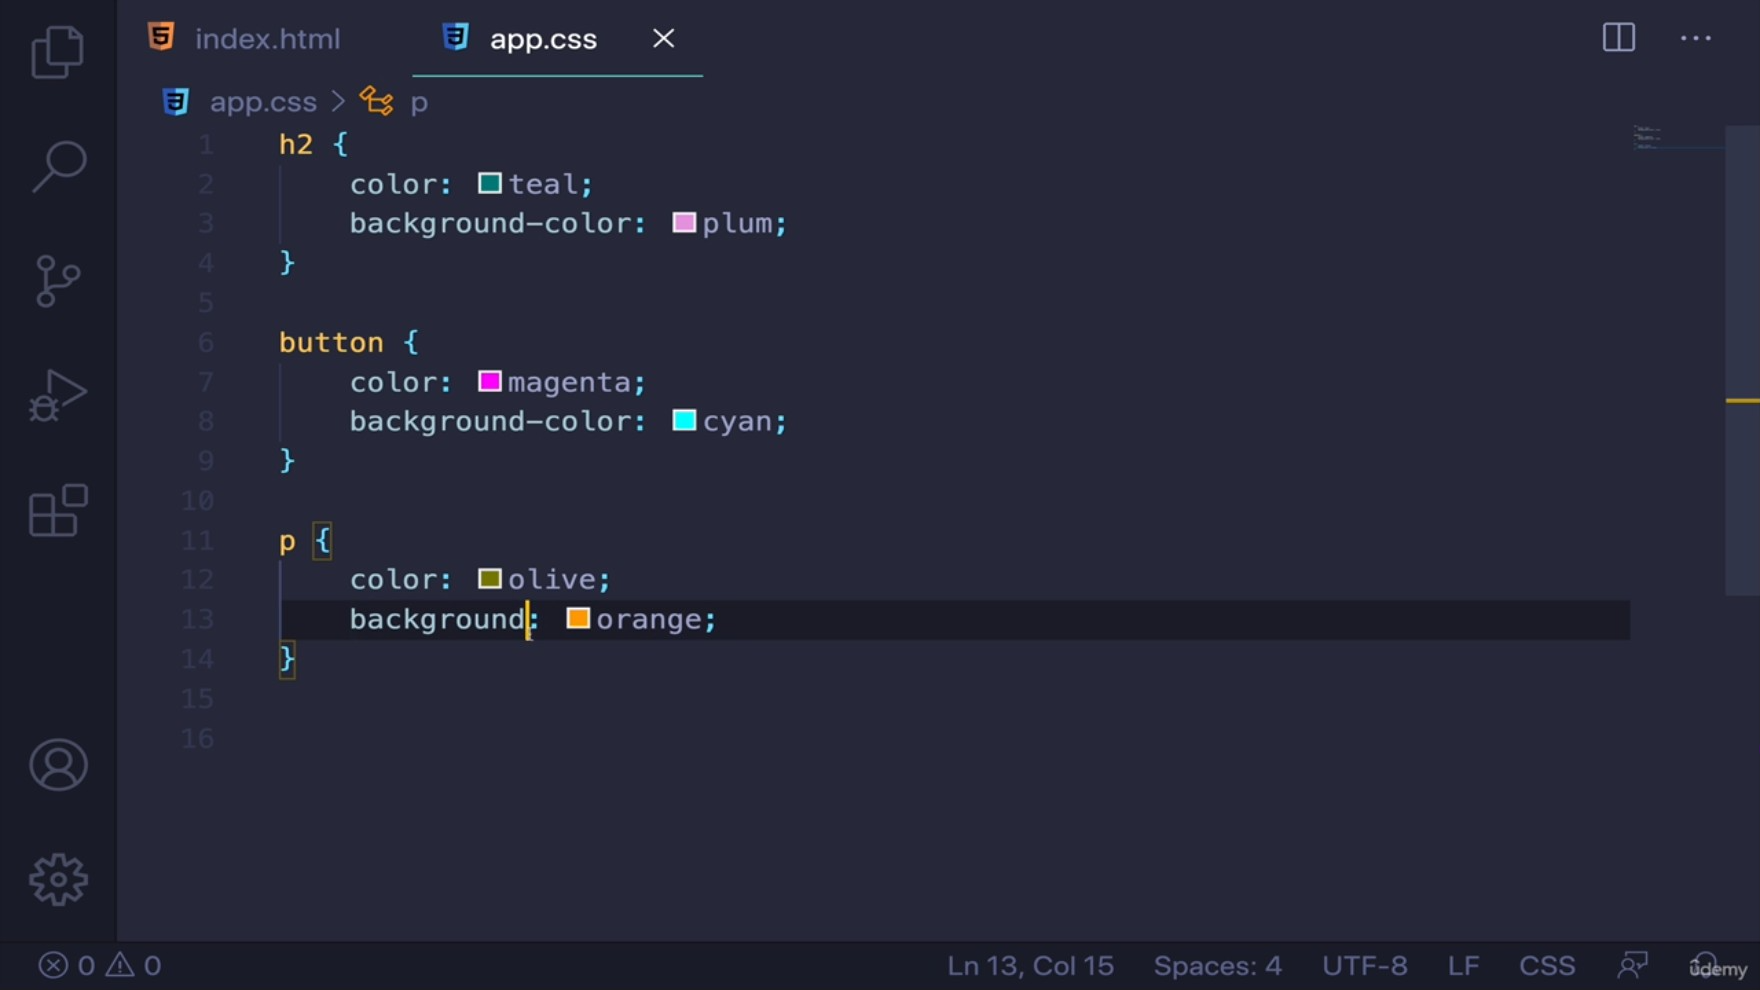 index.html app.css
app.css > p
1 h2 {
2 color: teal;
3 background-color: plum;
4 }
5
6 button {
7 color: magenta;
8 background-color: cyan;
9 }
10
11 p {
12 color: olive;
13 background: orange;
14 }
15
16
0 0 Ln 13, Col 15 Spaces: 4 UTF-8 LF CSS
ûdemy